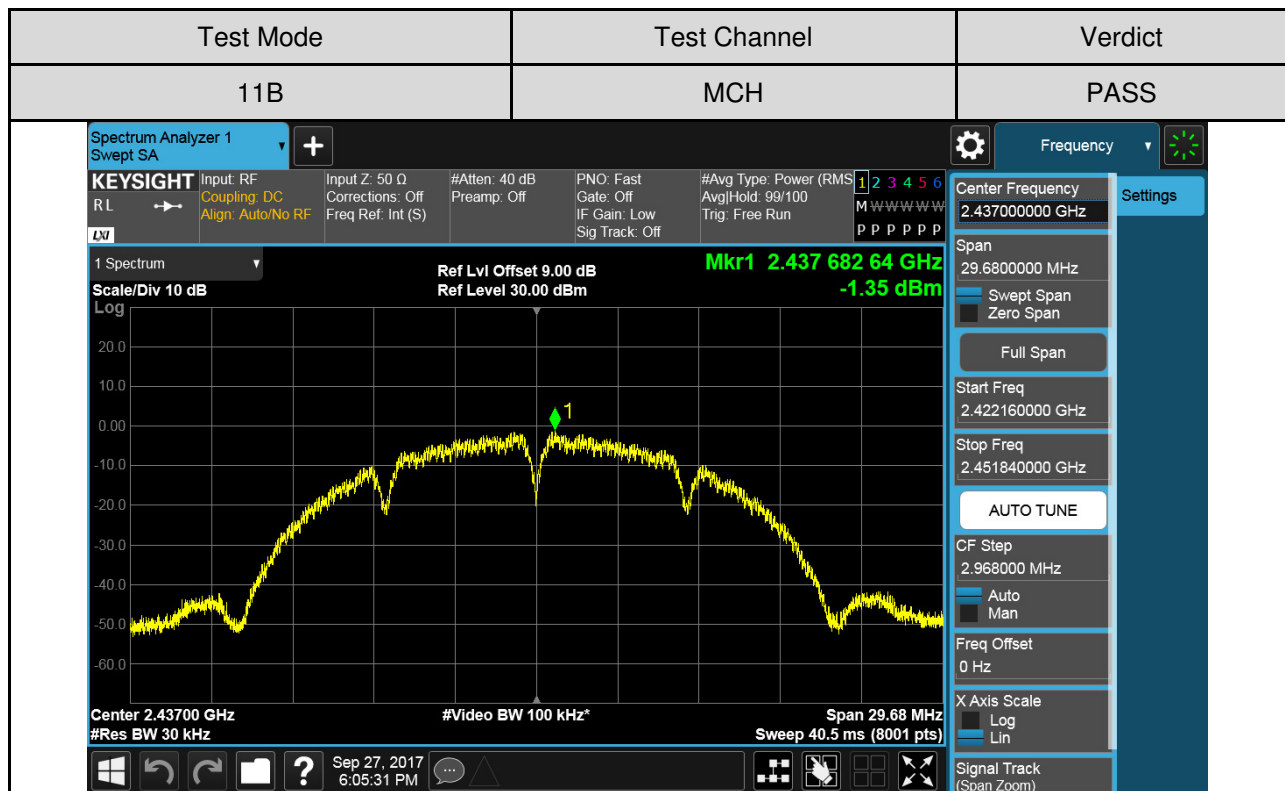 Test Mode Test Channel Verdict
11B MCH PASS
Spectrum Analyzer 1
Swept SA
+
Frequency
KEYSIGHT
RL
LXI
Input: RF
Coupling: DC
Align: Auto/No RF
Input Z: 50 Ω
Corrections: Off
Freq Ref: Int (S)
#Atten: 40 dB
Preamp: Off
PNO: Fast
Gate: Off
IF Gain: Low
Sig Track: Off
#Avg Type: Power (RMS
Avg|Hold: 99/100
Trig: Free Run
1 2 3 4 5 6
M W W W W W
P P P P P P
1 Spectrum
Scale/Div 10 dB
Ref Lvl Offset 9.00 dB
Ref Level 30.00 dBm
Mkr1 2.437 682 64 GHz
-1.35 dBm
Log
20.0
10.0
0.00
-10.0
-20.0
-30.0
-40.0
-50.0
-60.0
1
Center 2.43700 GHz
#Video BW 100 kHz*
Span 29.68 MHz
#Res BW 30 kHz
Sweep 40.5 ms (8001 pts)
Center Frequency
2.437000000 GHz
Settings
Span
29.6800000 MHz
Swept Span
Zero Span
Full Span
Start Freq
2.422160000 GHz
Stop Freq
2.451840000 GHz
AUTO TUNE
CF Step
2.968000 MHz
Auto
Man
Freq Offset
0 Hz
X Axis Scale
Log
Lin
Signal Track
(Span Zoom)
?
Sep 27, 2017
6:05:31 PM